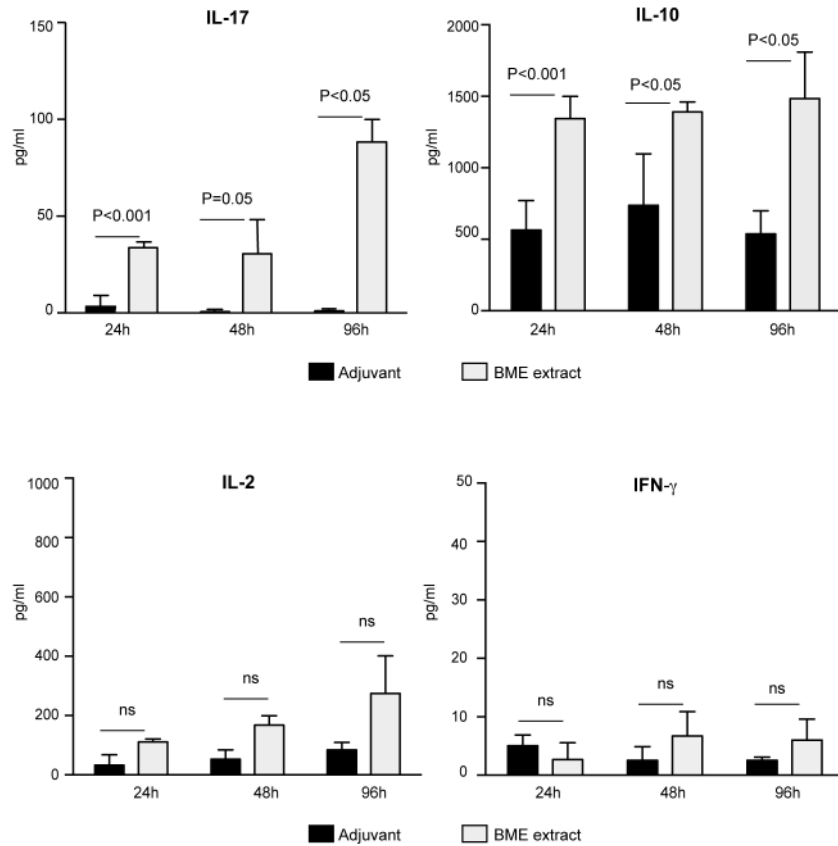 IL-17
150
100
50
0
pg/ml
P<0.001
P=0.05
P<0.05
24h
48h
96h
IL-10
2000
1500
1000
500
0
pg/ml
P<0.001
P<0.05
P<0.05
24h
48h
96h
Adjuvant
BME extract
IL-2
1000
800
600
400
200
0
pg/ml
ns
ns
ns
24h
48h
96h
IFN-γ
50
40
30
20
10
5
0
pg/ml
ns
ns
ns
24h
48h
96h
Adjuvant
BME extract